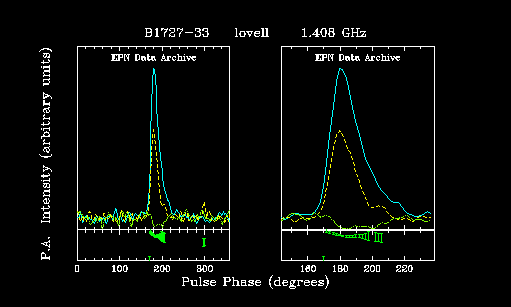 B1727-33 lovell 1.408 GHz
EPN Data Archive EPN Data Archive
P.A. Intensity (arbitrary units)
0 100 200 300 160 180 200 220
Pulse Phase (degrees)